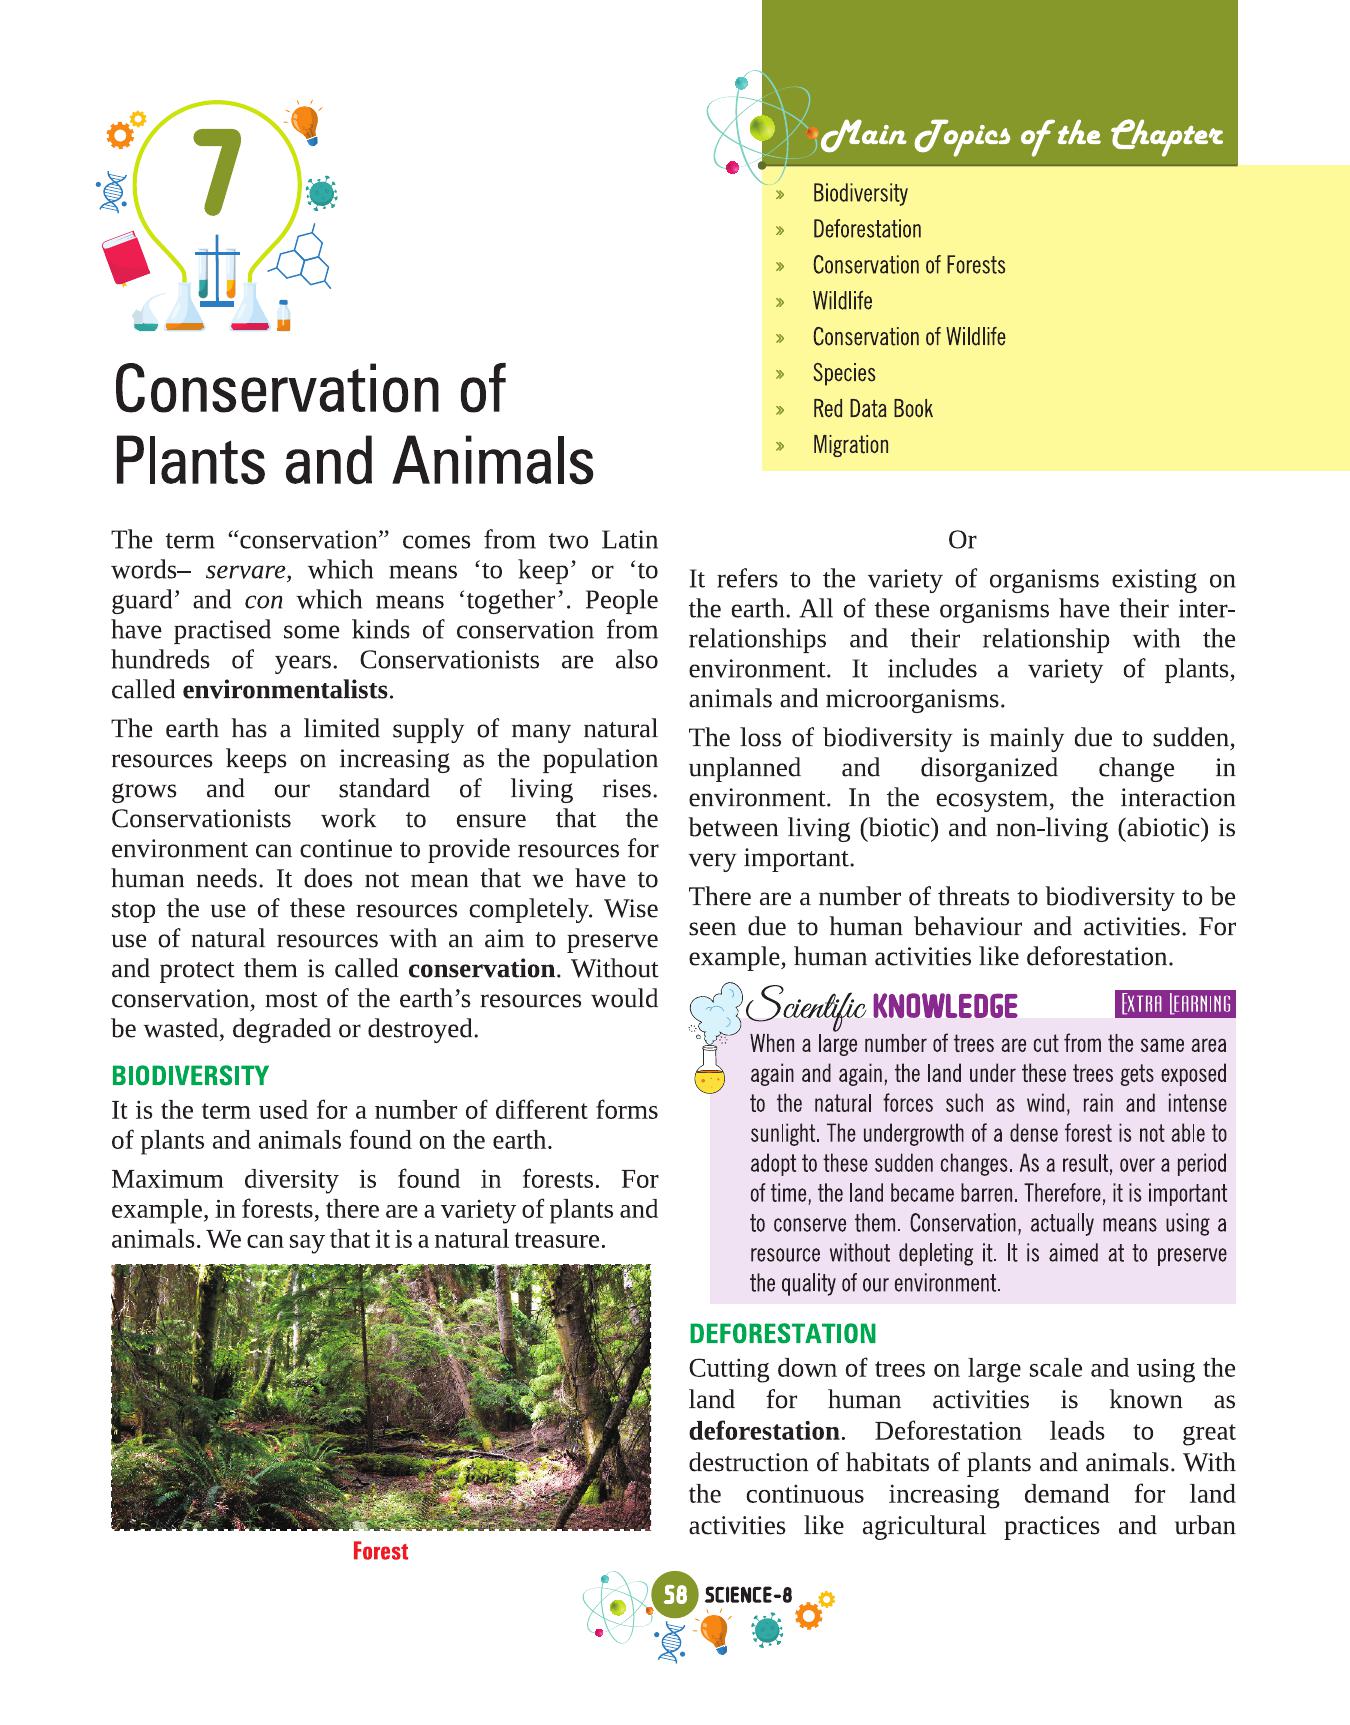 7
Conservation of
Plants and Animals
Main Topics of the Chapter
» Biodiversity
» Deforestation
» Conservation of Forests
» Wildlife
» Conservation of Wildlife
» Species
» Red Data Book
» Migration
The term “conservation” comes from two Latin
words– servare, which means ‘to keep’ or ‘to
guard’ and con which means ‘together’. People
have practised some kinds of conservation from
hundreds of years. Conservationists are also
called environmentalists.
The earth has a limited supply of many natural
resources keeps on increasing as the population
grows and our standard of living rises.
Conservationists work to ensure that the
environment can continue to provide resources for
human needs. It does not mean that we have to
stop the use of these resources completely. Wise
use of natural resources with an aim to preserve
and protect them is called conservation. Without
conservation, most of the earth’s resources would
be wasted, degraded or destroyed.
BIODIVERSITY
It is the term used for a number of different forms
of plants and animals found on the earth.
Maximum diversity is found in forests. For
example, in forests, there are a variety of plants and
animals. We can say that it is a natural treasure.
Forest
Or
It refers to the variety of organisms existing on
the earth. All of these organisms have their inter-
relationships and their relationship with the
environment. It includes a variety of plants,
animals and microorganisms.
The loss of biodiversity is mainly due to sudden,
unplanned and disorganized change in
environment. In the ecosystem, the interaction
between living (biotic) and non-living (abiotic) is
very important.
There are a number of threats to biodiversity to be
seen due to human behaviour and activities. For
example, human activities like deforestation.
Scientific KNOWLEDGE EXTRA LEARNING
When a large number of trees are cut from the same area
again and again, the land under these trees gets exposed
to the natural forces such as wind, rain and intense
sunlight. The undergrowth of a dense forest is not able to
adopt to these sudden changes. As a result, over a period
of time, the land became barren. Therefore, it is important
to conserve them. Conservation, actually means using a
resource without depleting it. It is aimed at to preserve
the quality of our environment.
DEFORESTATION
Cutting down of trees on large scale and using the
land for human activities is known as
deforestation. Deforestation leads to great
destruction of habitats of plants and animals. With
the continuous increasing demand for land
activities like agricultural practices and urban
58 SCIENCE-8